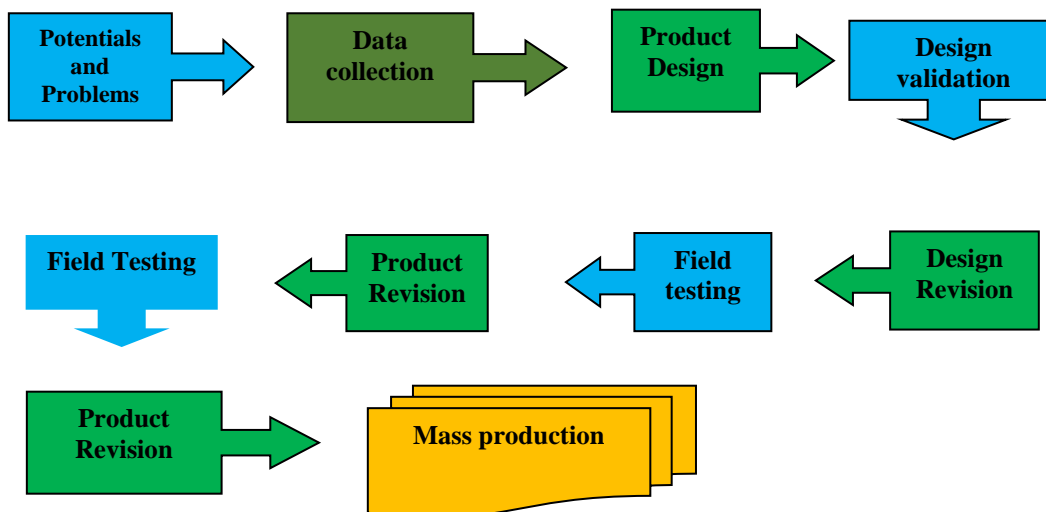 Potentials
and
Problems
Data
collection
Product
Design
Design
validation
Field Testing
Product
Revision
Field
testing
Design
Revision
Product
Revision
Mass production